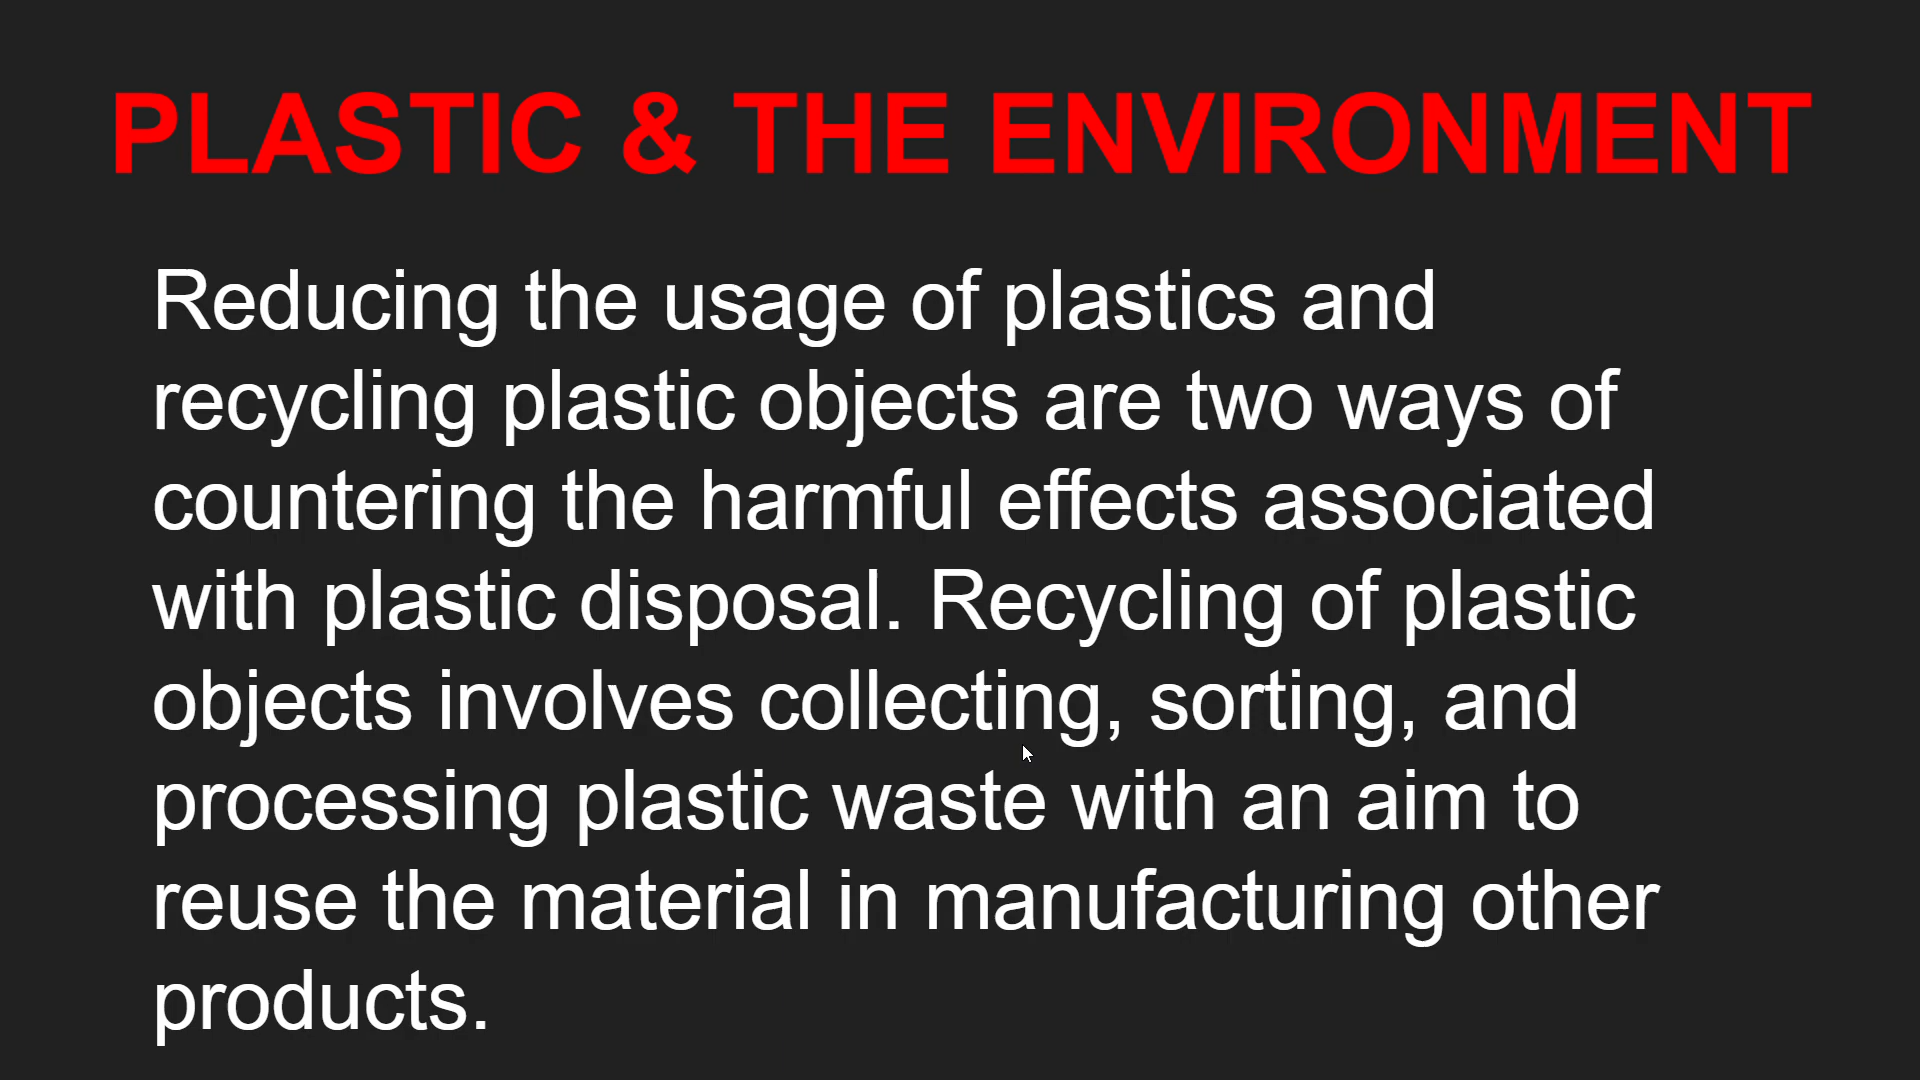 PLASTIC & THE ENVIRONMENT
Reducing the usage of plastics and
recycling plastic objects are two ways of
countering the harmful effects associated
with plastic disposal. Recycling of plastic
objects involves collecting, sorting, and
processing plastic waste with an aim to
reuse the material in manufacturing other
products.